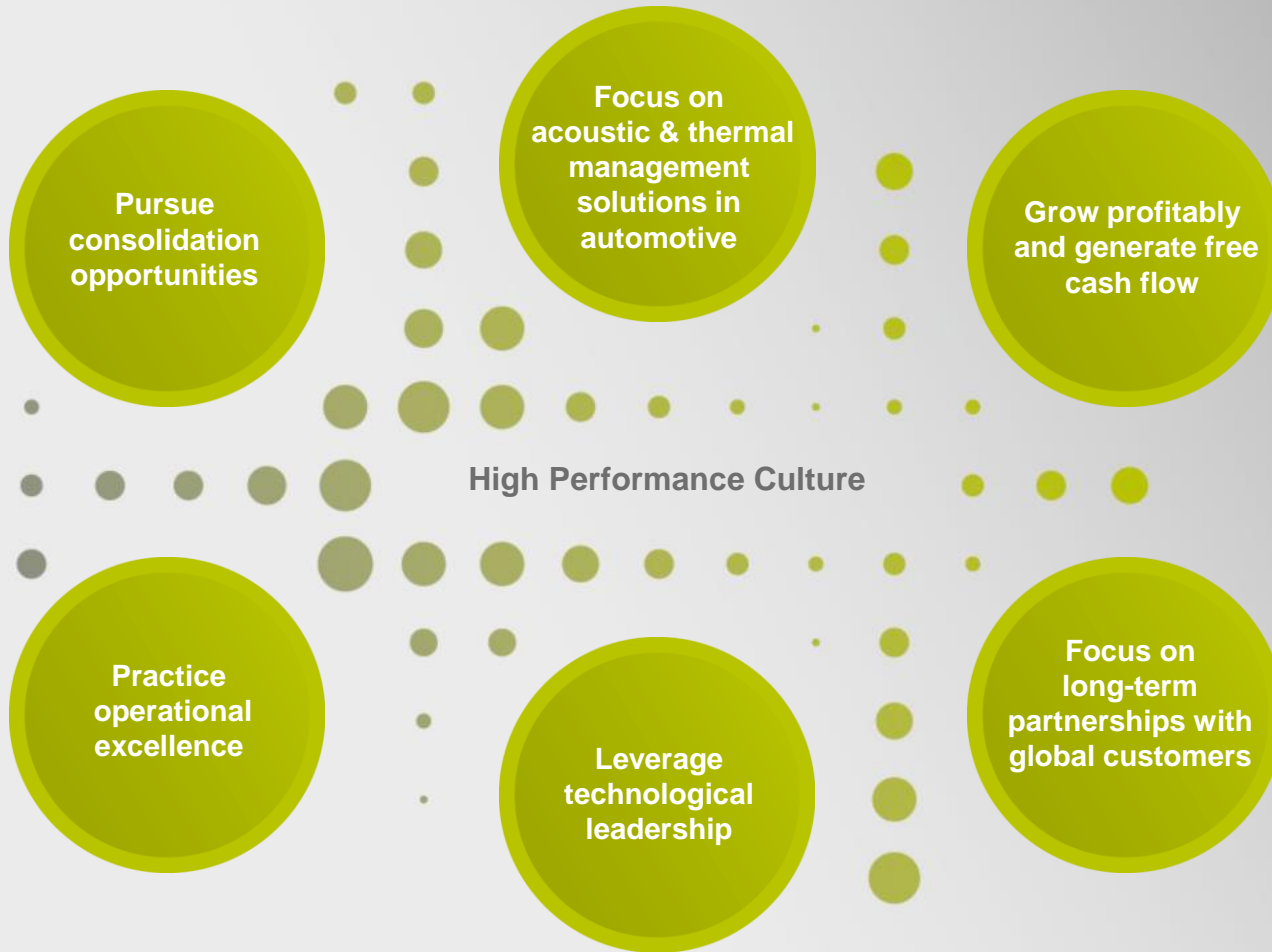 Focus on
acoustic & thermal
management
solutions in
automotive
Pursue
consolidation
opportunities
Grow profitably
and generate free
cash flow
High Performance Culture
Practice
operational
excellence
Leverage
technological
leadership
Focus on
long-term
partnerships with
global customers